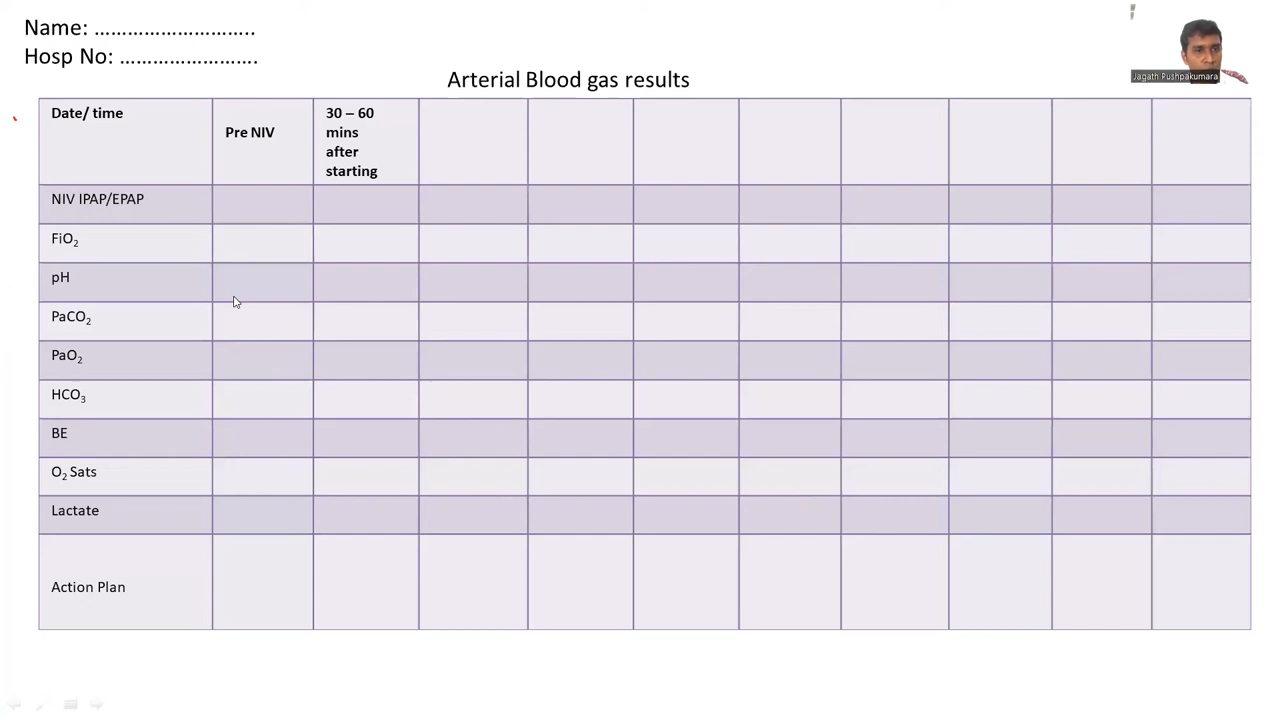 Name: ………………………..
Hosp No: …………………….
Jagath Pushpakumara
Arterial Blood gas results
Date/ time
Pre NIV
30 – 60
mins
after
starting
NIV IPAP/EPAP
FiO₂
pH
PaCO₂
PaO₂
HCO₃
BE
O₂ Sats
Lactate
Action Plan